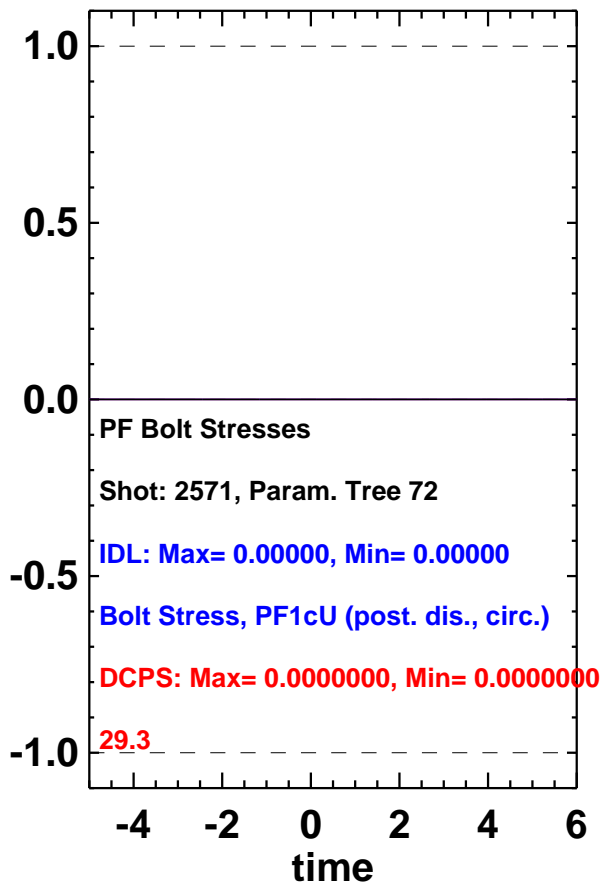 1.0
0.5
0.0
PF Bolt Stresses
Shot: 2571, Param. Tree 72
IDL: Max= 0.00000, Min= 0.00000
-0.5
Bolt Stress, PF1cU (post. dis., circ.)
DCPS: Max= 0.0000000, Min= 0.0000000
29.3
-1.0
-4 -2 0 2 4 6
time